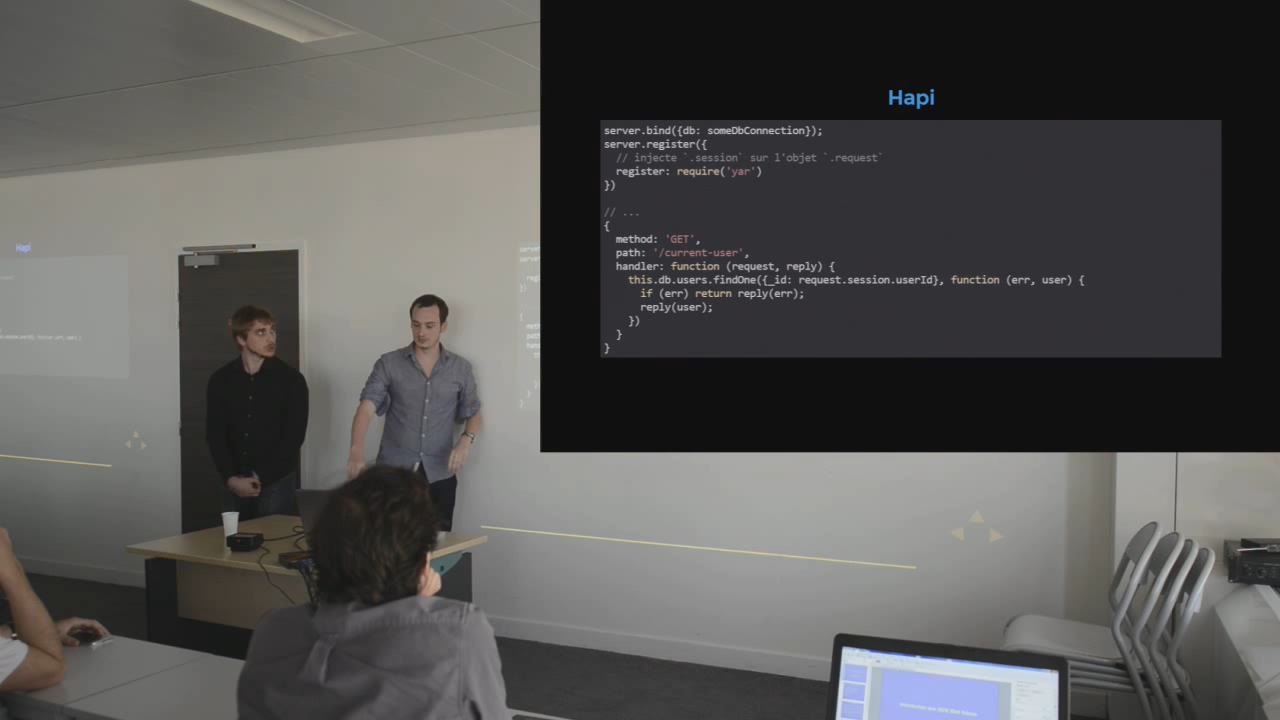 Hapi
server.bind({db: someDbConnection});
server.register({
  // injecte `.session` sur l'objet `.request`
  register: require('yar')
})
// ...
{
  method: 'GET',
  path: '/current-user',
  handler: function (request, reply) {
    this.db.users.findOne({_id: request.session.userId}, function (err, user) {
      if (err) return reply(err);
      reply(user);
    })
  }
}
Hapi